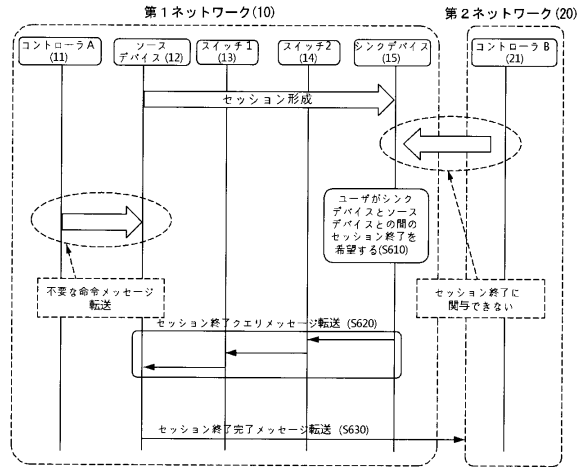 第１ネットワーク(10)
第２ネットワーク(20)
コントローラA
(11)
ソース
デバイス(12)
スイッチ1
(13)
スイッチ2
(14)
シンクデバイス
(15)
コントローラB
(21)
セッション形成
ユーザがシンク
デバイスとソース
デバイスとの間の
セッション終了を
希望する(S610)
不要な命令メッセージ
転送
セッション終了に
関与できない
セッション終了クエリメッセージ転送 (S620)
セッション終了完了メッセージ転送 (S630)